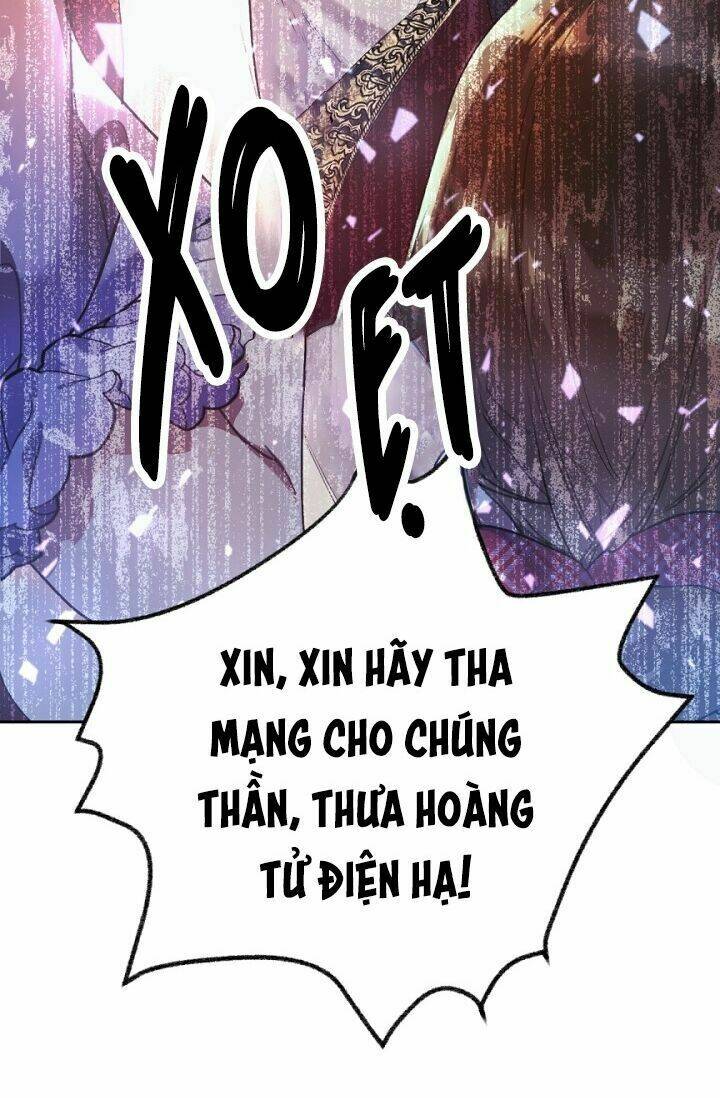 XOẸT
XIN, XIN HÃY THA
MẠNG CHO CHÚNG
THẦN, THƯA HOÀNG
TỬ ĐIỆN HẠ!